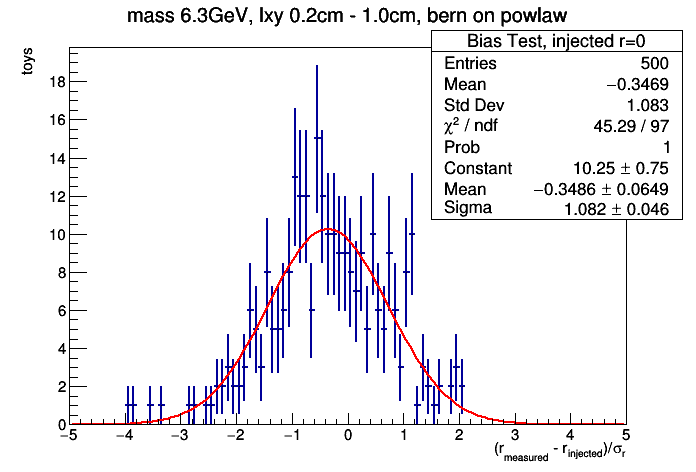 mass 6.3GeV, lxy 0.2cm - 1.0cm, bern on powlaw
Bias Test, injected r=0
Entries 500
Mean −0.3469
Std Dev 1.083
χ² / ndf 45.29 / 97
Prob 1
Constant 10.25 ± 0.75
Mean −0.3486 ± 0.0649
Sigma 1.082 ± 0.046
toys
18
16
14
12
10
8
6
4
2
0
−5 −4 −3 −2 −1 0 1 2 3 4 5
(r_measured - r_injected)/σ_r